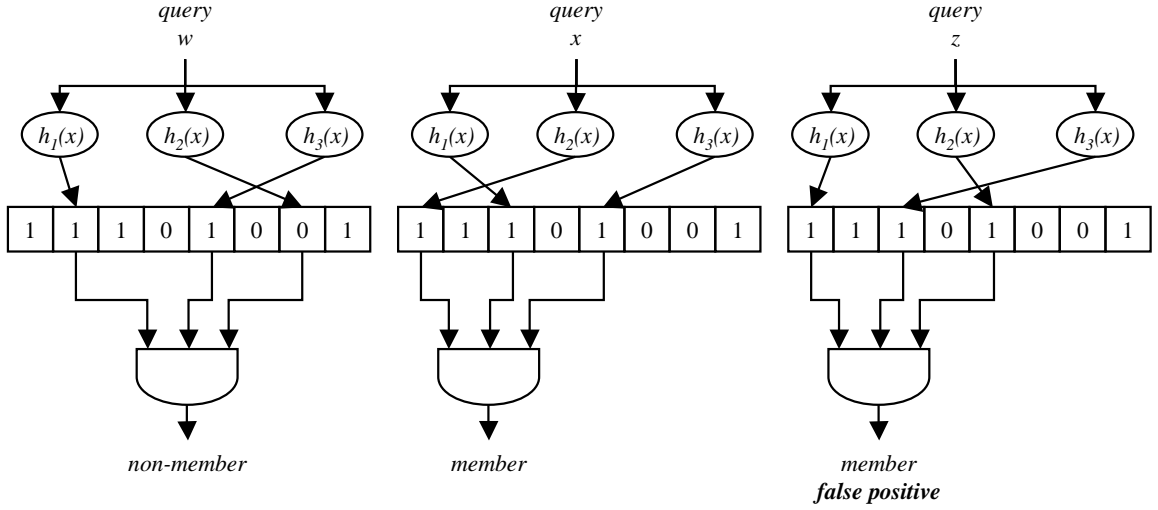 query query query
w x z
h1(x) h2(x) h3(x) h1(x) h2(x) h3(x) h1(x) h2(x) h3(x)
1 1 1 0 1 0 0 1 1 1 1 0 1 0 0 1 1 1 1 0 1 0 0 1
non-member member member
false positive